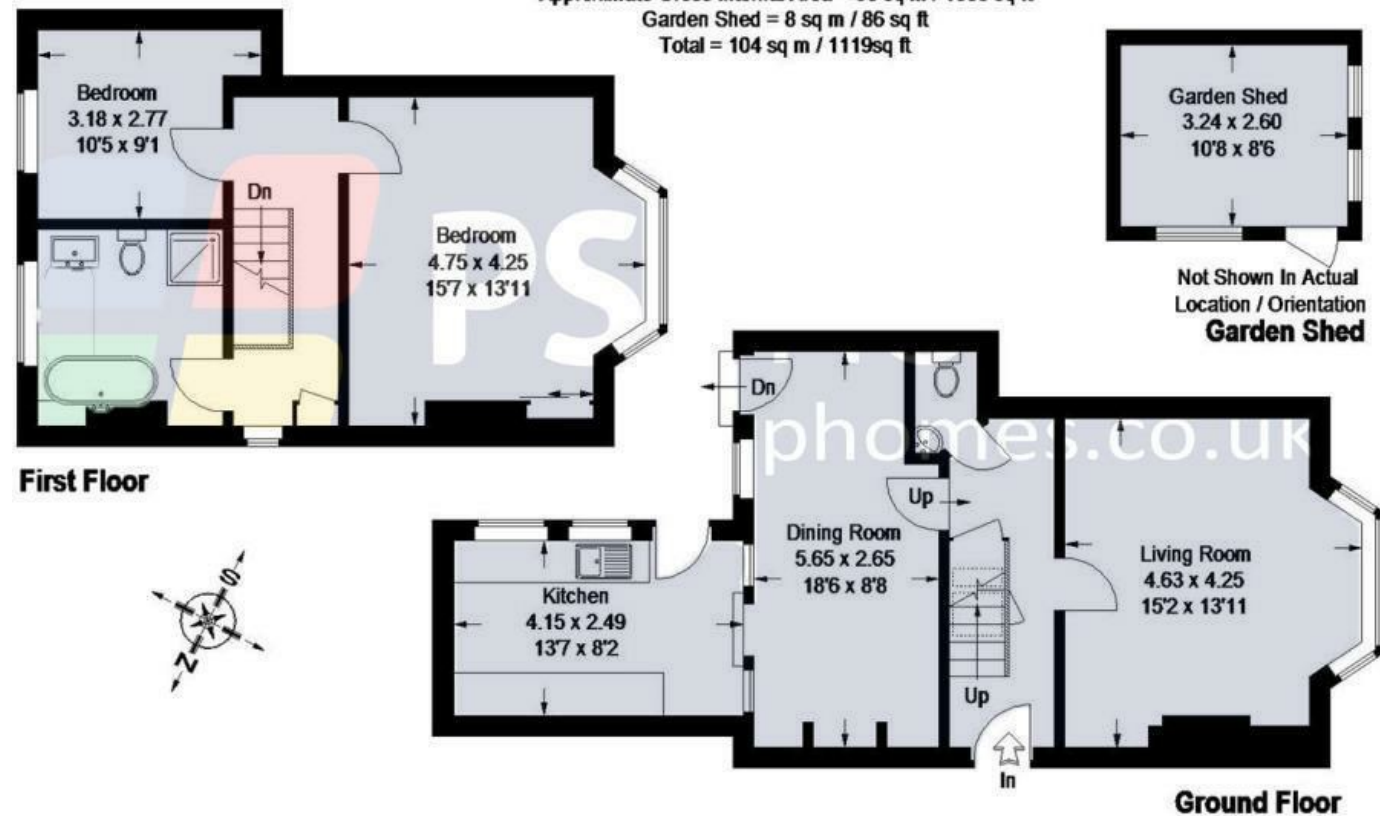 Garden Shed = 8 sq m / 86 sq ft
Total = 104 sq m / 1119sq ft
Bedroom
3.18 x 2.77
10'5 x 9'1
Dn
Bedroom
4.75 x 4.25
15'7 x 13'11
PS
First Floor
Garden Shed
3.24 x 2.60
10'8 x 8'6
Not Shown In Actual
Location / Orientation
Garden Shed
Dn
phomes.co.uk
Up
Dining Room
5.65 x 2.65
18'6 x 8'8
Kitchen
4.15 x 2.49
13'7 x 8'2
Living Room
4.63 x 4.25
15'2 x 13'11
Up
In
S
N
Ground Floor